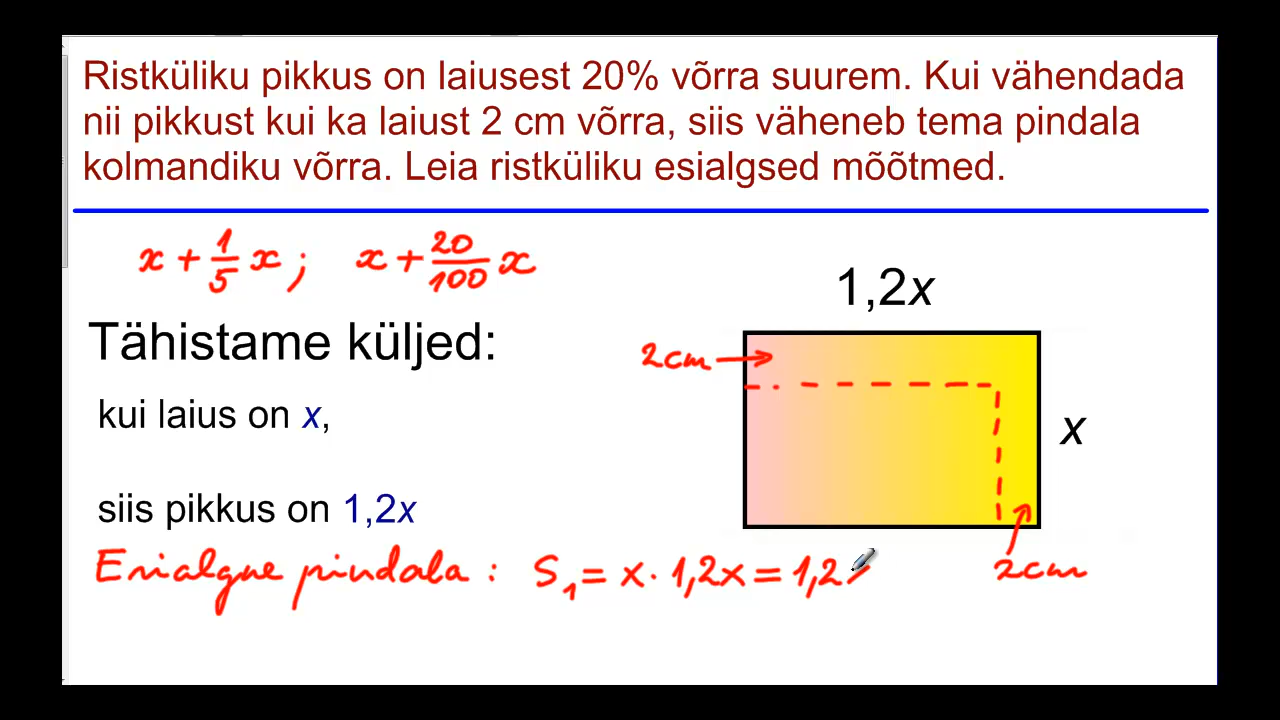 Ristküliku pikkus on laiusest 20% võrra suurem. Kui vähendada
nii pikkust kui ka laiust 2 cm võrra, siis väheneb tema pindala
kolmandiku võrra. Leia ristküliku esialgsed mõõtmed.
x + 1/5 x ; x + 20/100 x
1,2x
Tähistame küljed:
2cm
kui laius on x,
x
siis pikkus on 1,2x
Esialgne pindala : S₁ = x · 1,2x = 1,2
2cm